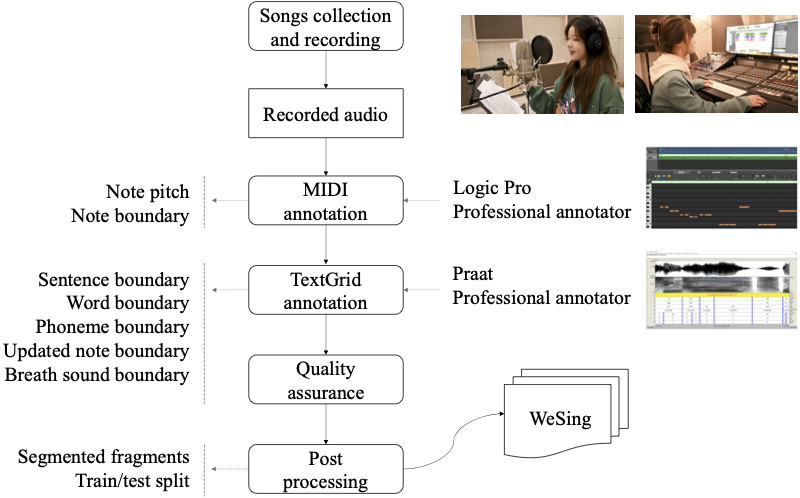 Songs collection
and recording
Recorded audio
Note pitch
Note boundary
MIDI
annotation
Logic Pro
Professional annotator
Sentence boundary
Word boundary
Phoneme boundary
Updated note boundary
Breath sound boundary
TextGrid
annotation
Praat
Professional annotator
Quality
assurance
WeSing
Segmented fragments
Train/test split
Post
processing